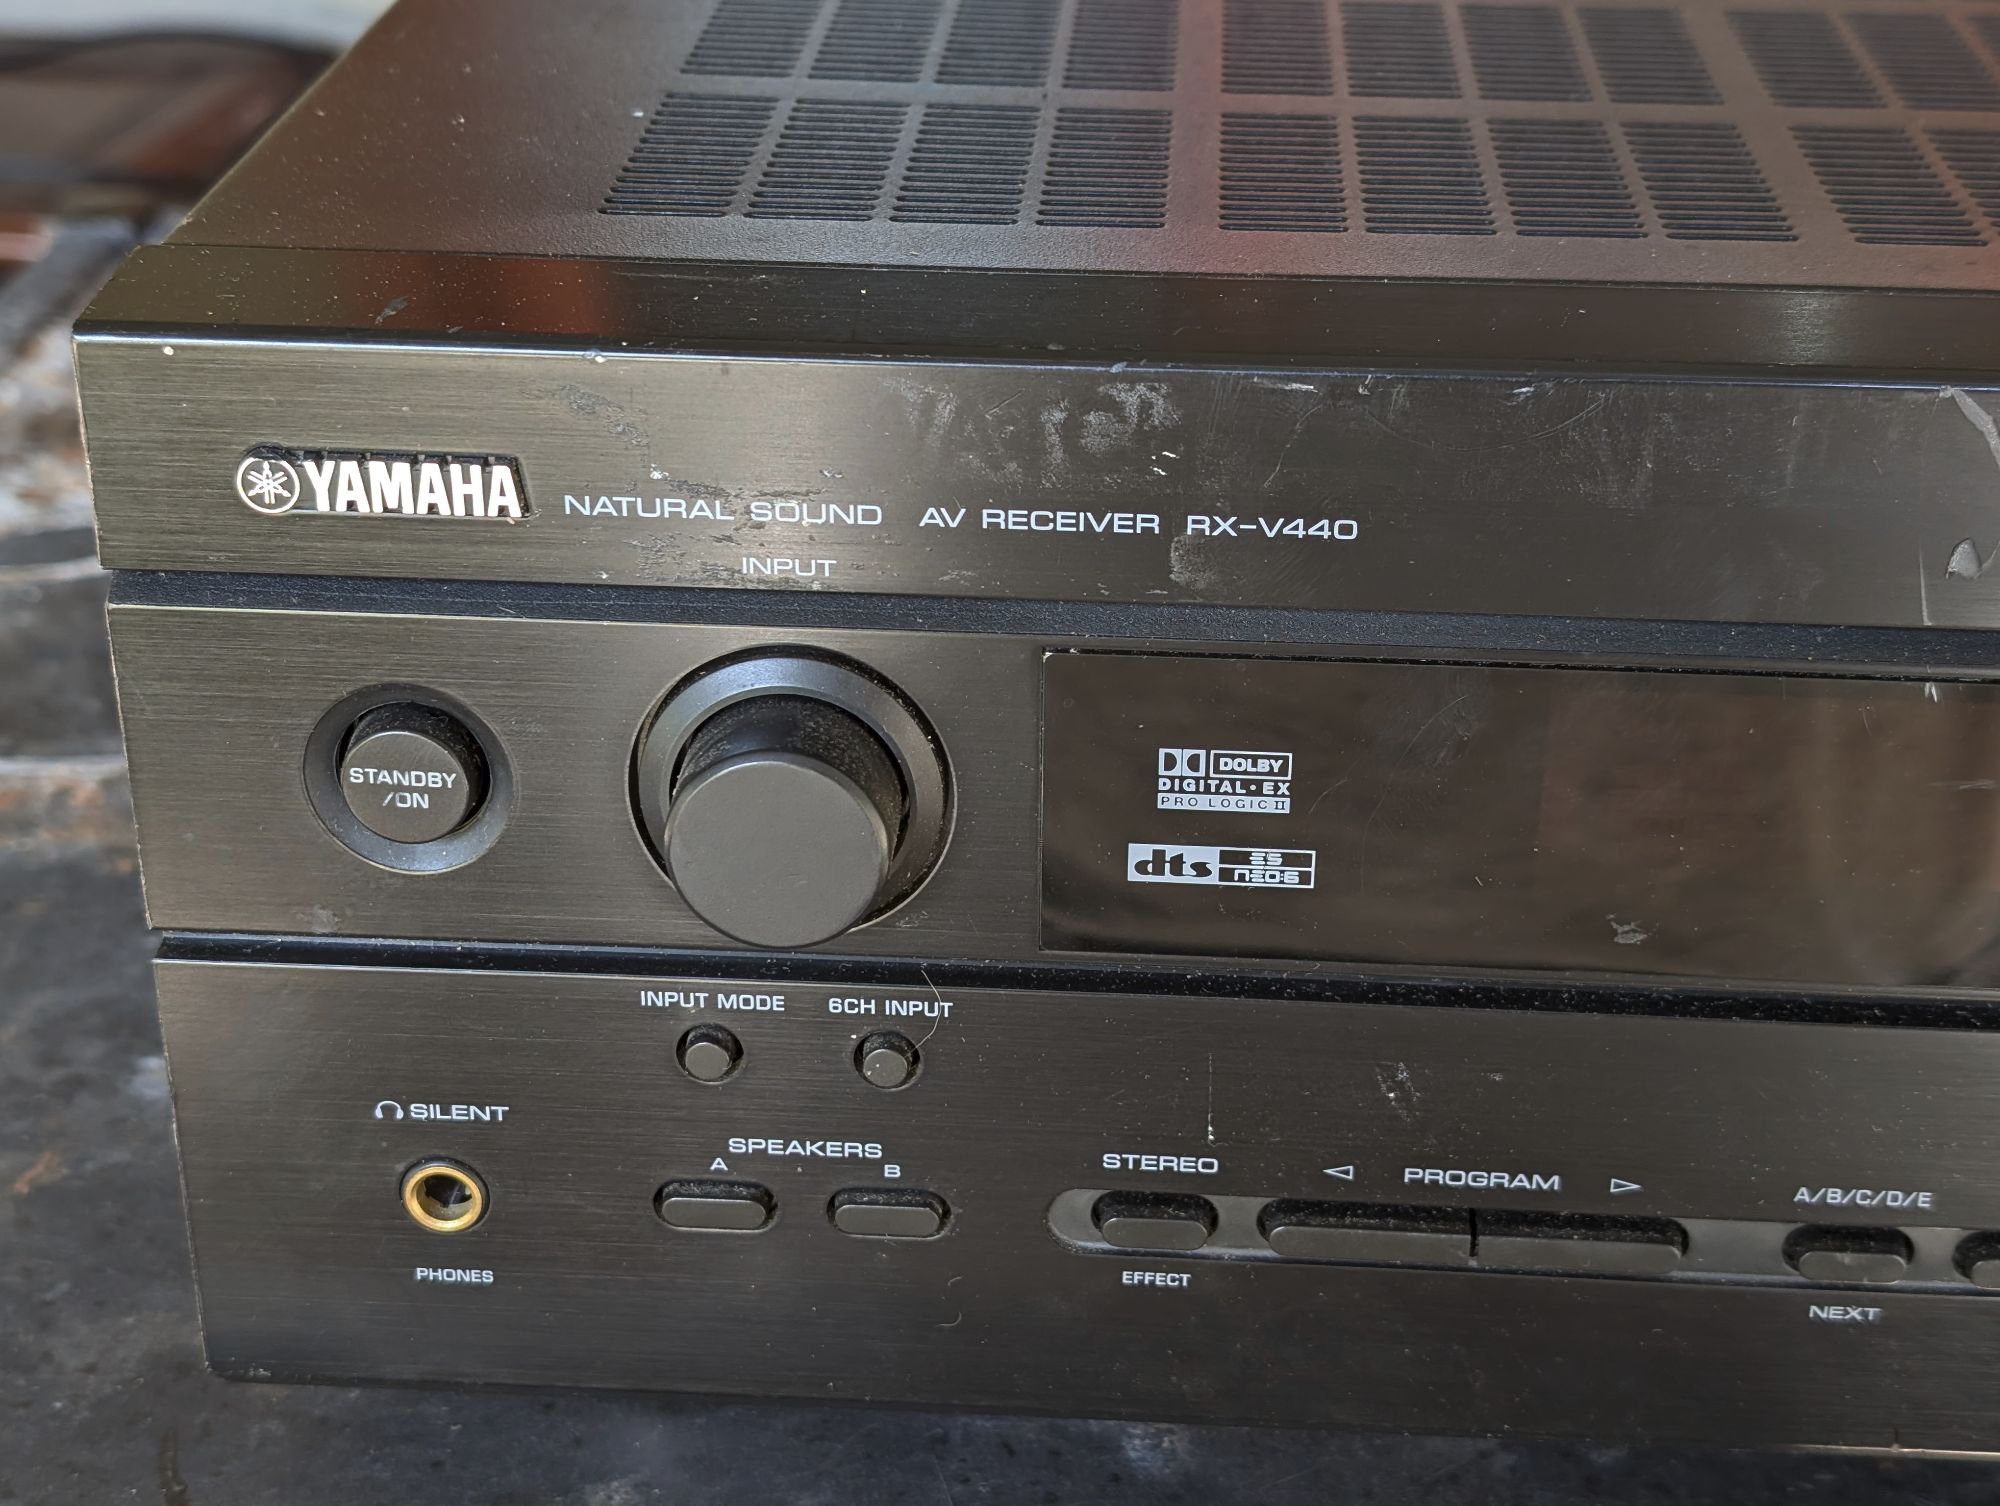 YAMAHA NATURAL SOUND AV RECEIVER RX-V440
INPUT
STANDBY
/ON
DOLBY
DIGITAL·EX
PRO LOGIC II
dts ES
NEO:6
INPUT MODE
6CH INPUT
SILENT
SPEAKERS
A
B
STEREO
PROGRAM
A/B/C/D/E
PHONES
EFFECT
NEXT